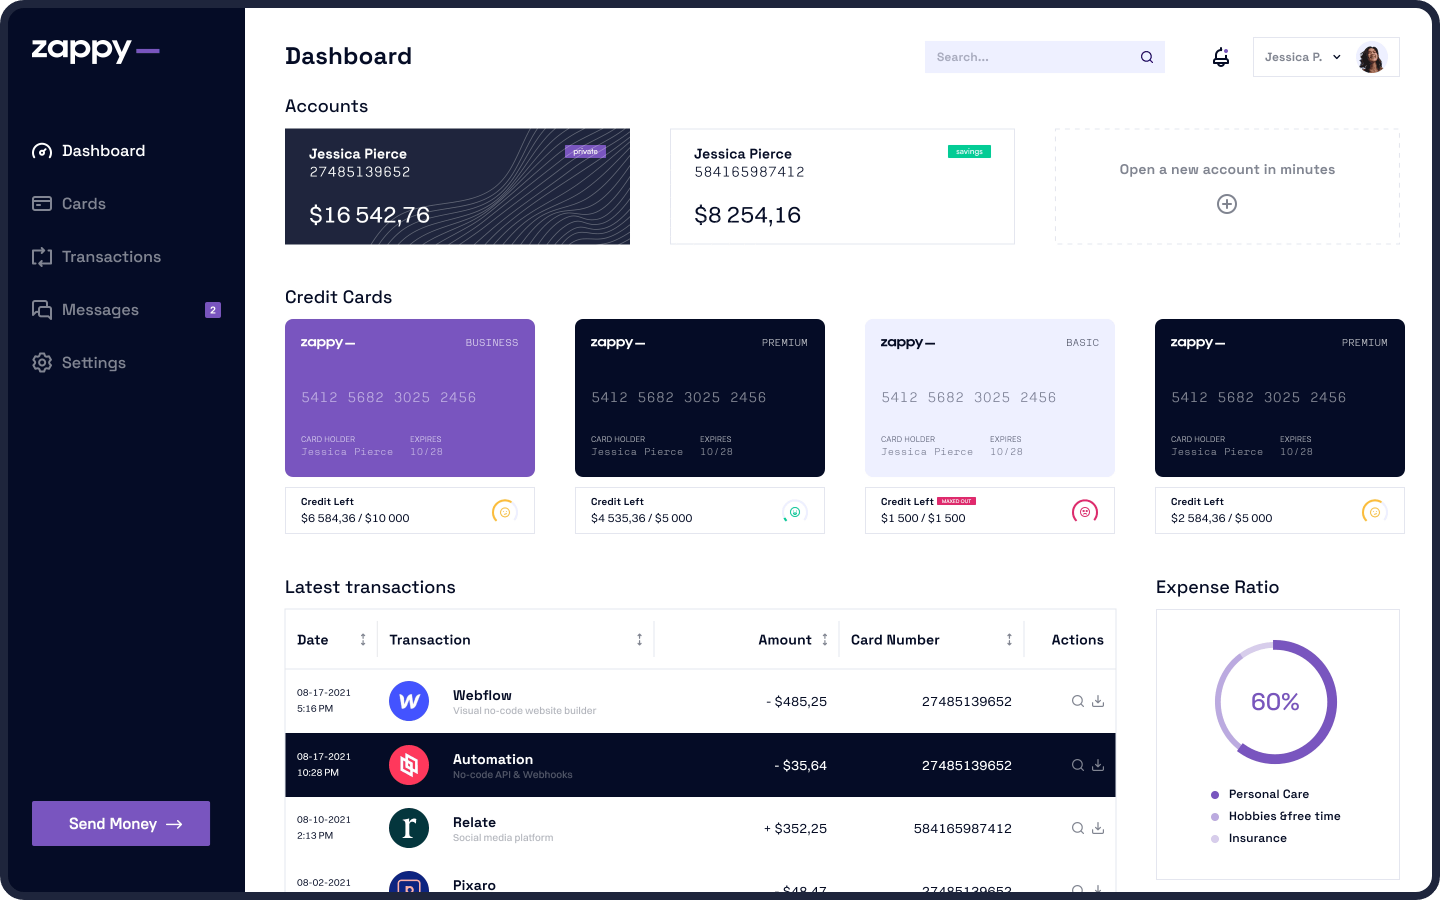 zappy
Dashboard
Cards
Transactions
Messages
2
Settings
Send Money
Dashboard
Search...
Jessica P.
Accounts
Jessica Pierce
private
27485139652
$16 542,76
Jessica Pierce
savings
584165987412
$8 254,16
Open a new account in minutes
Credit Cards
zappy BUSINESS
5412 5682 3025 2456
CARD HOLDER EXPIRES
Jessica Pierce 10/28
Credit Left
$6 584,36 / $10 000
zappy PREMIUM
5412 5682 3025 2456
CARD HOLDER EXPIRES
Jessica Pierce 10/28
Credit Left
$4 535,36 / $5 000
zappy BASIC
5412 5682 3025 2456
CARD HOLDER EXPIRES
Jessica Pierce 10/28
Credit Left MAXED OUT
$1 500 / $1 500
zappy PREMIUM
5412 5682 3025 2456
CARD HOLDER EXPIRES
Jessica Pierce 10/28
Credit Left
$2 584,36 / $5 000
Latest transactions
Date Transaction Amount Card Number Actions
08-17-2021
5:16 PM
W
Webflow
Visual no-code website builder
- $485,25
27485139652
08-17-2021
10:28 PM
Automation
No-code API & Webhooks
- $35,64
27485139652
08-10-2021
2:13 PM
r
Relate
Social media platform
+ $352,25
584165987412
08-02-2021
Pixaro
- $48,47
27485139652
Expense Ratio
60%
Personal Care
Hobbies &free time
Insurance